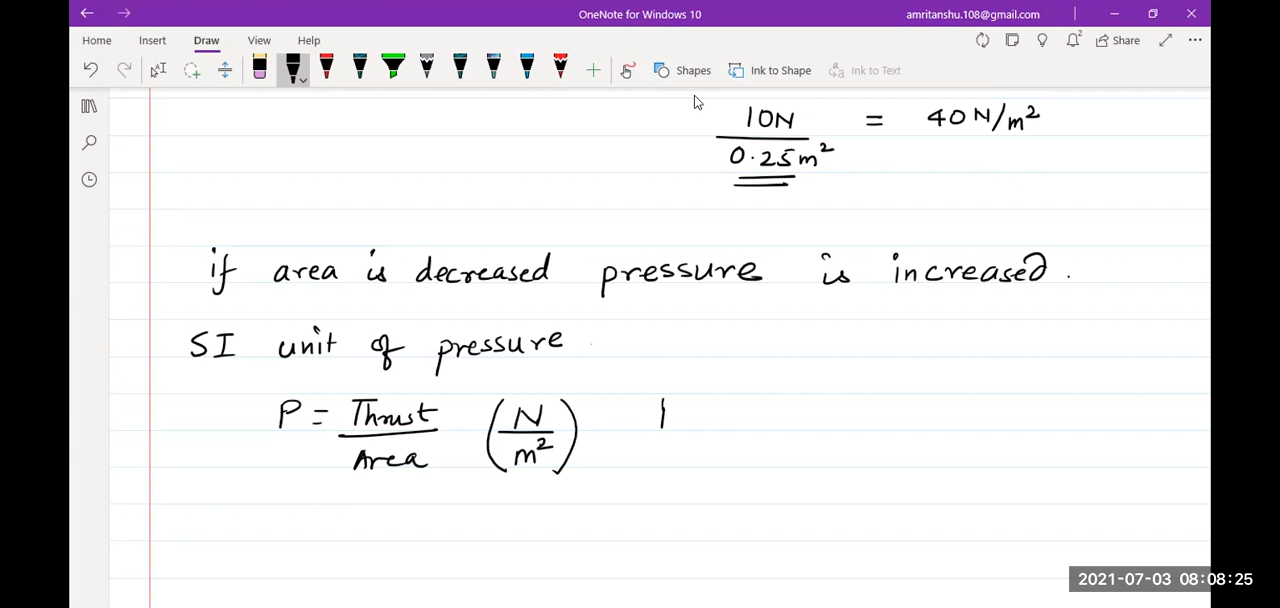 OneNote for Windows 10
amritanshu.108@gmail.com
Home Insert Draw View Help
Share
Shapes
Ink to Shape
Ink to Text
10N
= 40 N/m²
0.25 m²
if area is decreased pressure is increased.
SI unit of pressure
P = Thrust
Area
(N
m²)
2021-07-03 08:08:25